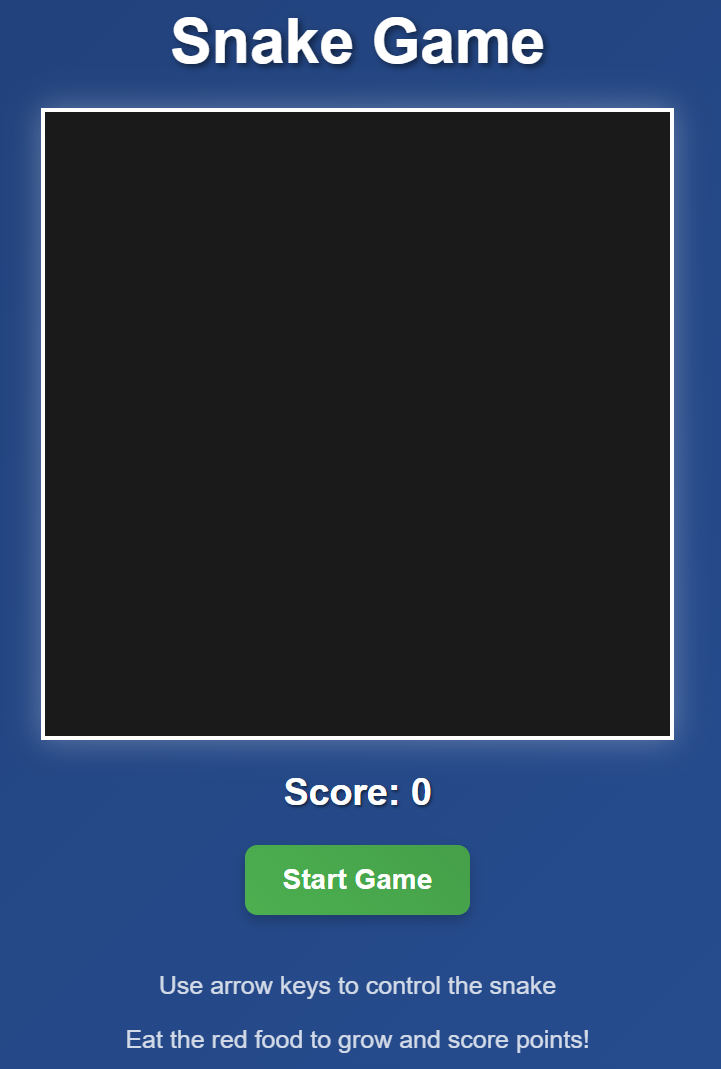 Snake Game
Score: 0
Start Game
Use arrow keys to control the snake
Eat the red food to grow and score points!